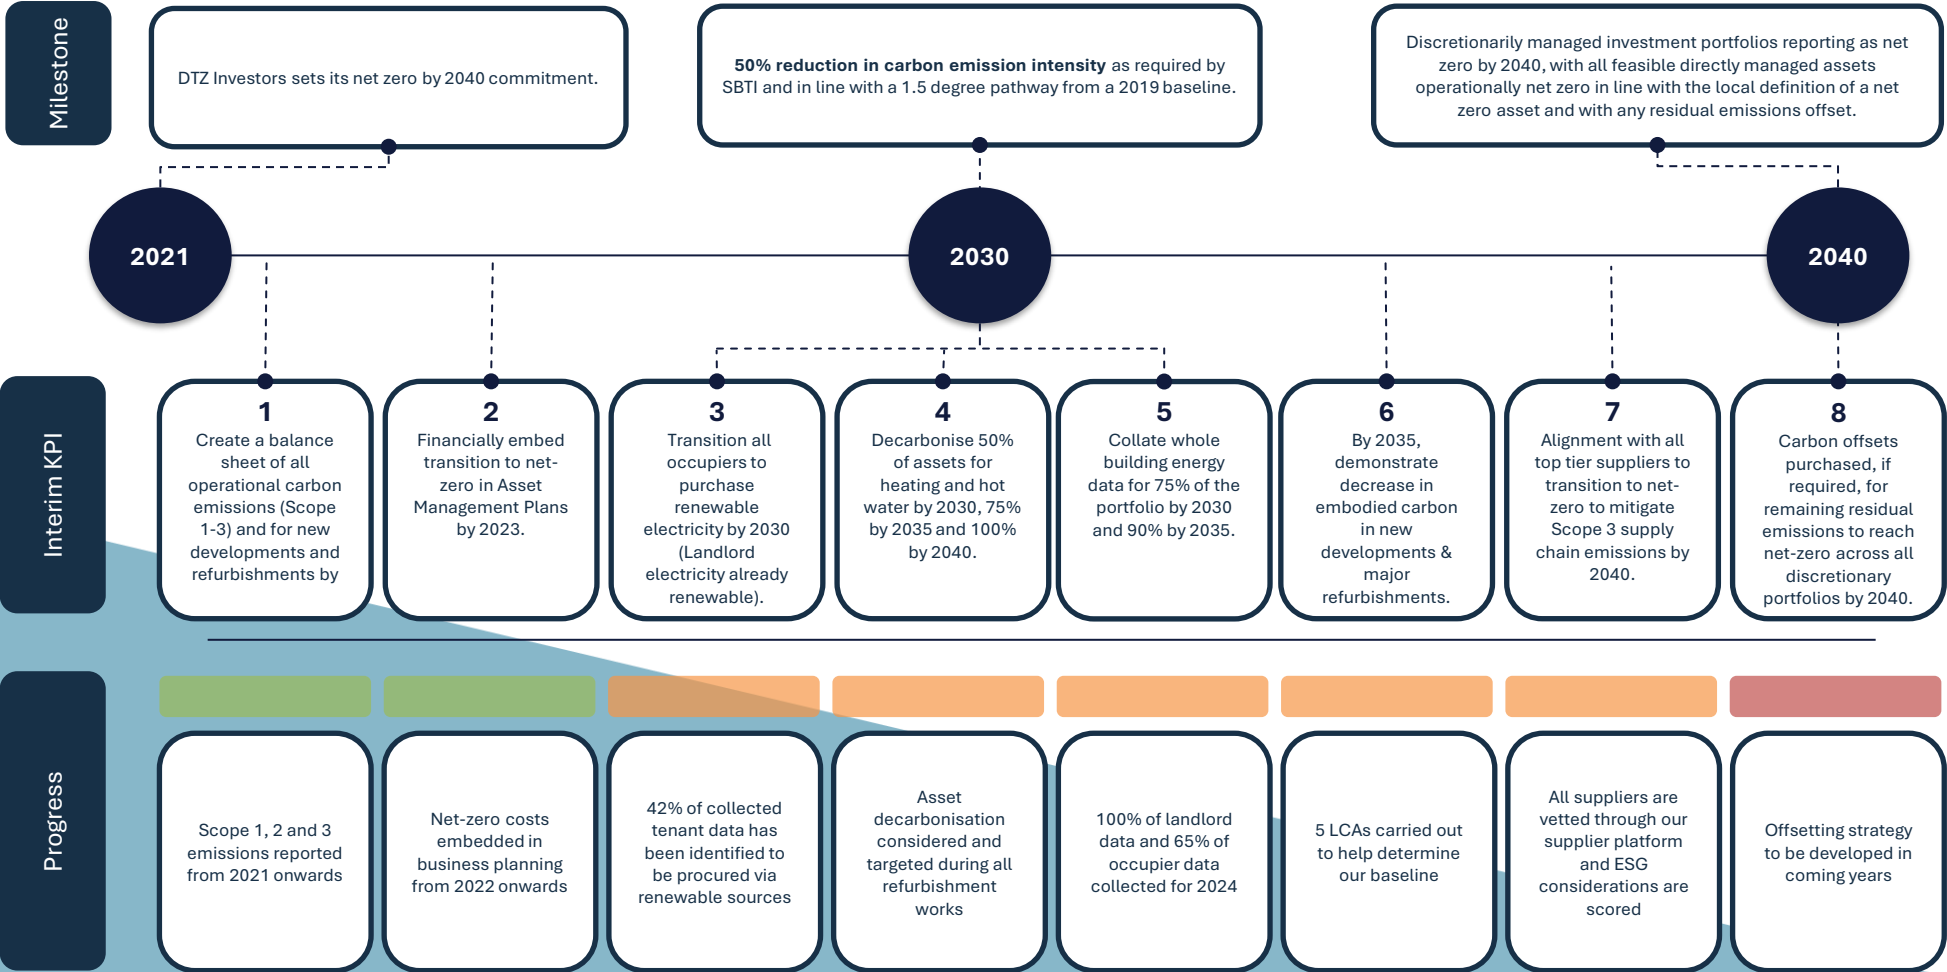 Milestone
DTZ Investors sets its net zero by 2040 commitment.
50% reduction in carbon emission intensity as required by
SBTI and in line with a 1.5 degree pathway from a 2019 baseline.
Discretionarily managed investment portfolios reporting as net
zero by 2040, with all feasible directly managed assets
operationally net zero in line with the local definition of a net
zero asset and with any residual emissions offset.
2021
2030
2040
Interim KPI
1
Create a balance
sheet of all
operational carbon
emissions (Scope
1-3) and for new
developments and
refurbishments by
2
Financially embed
transition to net-
zero in Asset
Management Plans
by 2023.
3
Transition all
occupiers to
purchase
renewable
electricity by 2030
(Landlord
electricity already
renewable).
4
Decarbonise 50%
of assets for
heating and hot
water by 2030, 75%
by 2035 and 100%
by 2040.
5
Collate whole
building energy
data for 75% of the
portfolio by 2030
and 90% by 2035.
6
By 2035,
demonstrate
decrease in
embodied carbon
in new
developments &
major
refurbishments.
7
Alignment with all
top tier suppliers to
transition to net-
zero to mitigate
Scope 3 supply
chain emissions by
2040.
8
Carbon offsets
purchased, if
required, for
remaining residual
emissions to reach
net-zero across all
discretionary
portfolios by 2040.
Progress
Scope 1, 2 and 3
emissions reported
from 2021 onwards
Net-zero costs
embedded in
business planning
from 2022 onwards
42% of collected
tenant data has
been identified to
be procured via
renewable sources
Asset
decarbonisation
considered and
targeted during all
refurbishment
works
100% of landlord
data and 65% of
occupier data
collected for 2024
5 LCAs carried out
to help determine
our baseline
All suppliers are
vetted through our
supplier platform
and ESG
considerations are
scored
Offsetting strategy
to be developed in
coming years